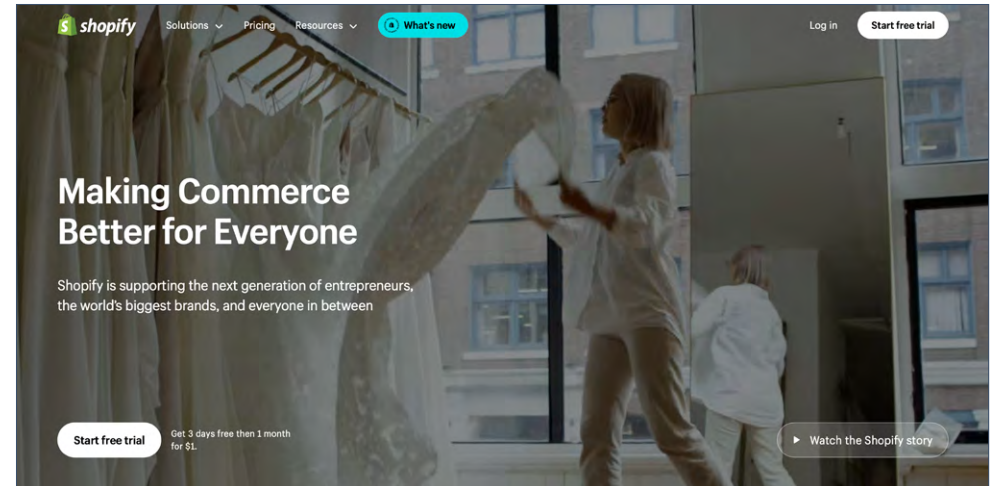 shopify
Solutions
Pricing
Resources
What's new
Log in
Start free trial
Making Commerce
Better for Everyone
Shopify is supporting the next generation of entrepreneurs,
the world's biggest brands, and everyone in between
Start free trial
Get 3 days free then 1 month
for $1.
Watch the Shopify story